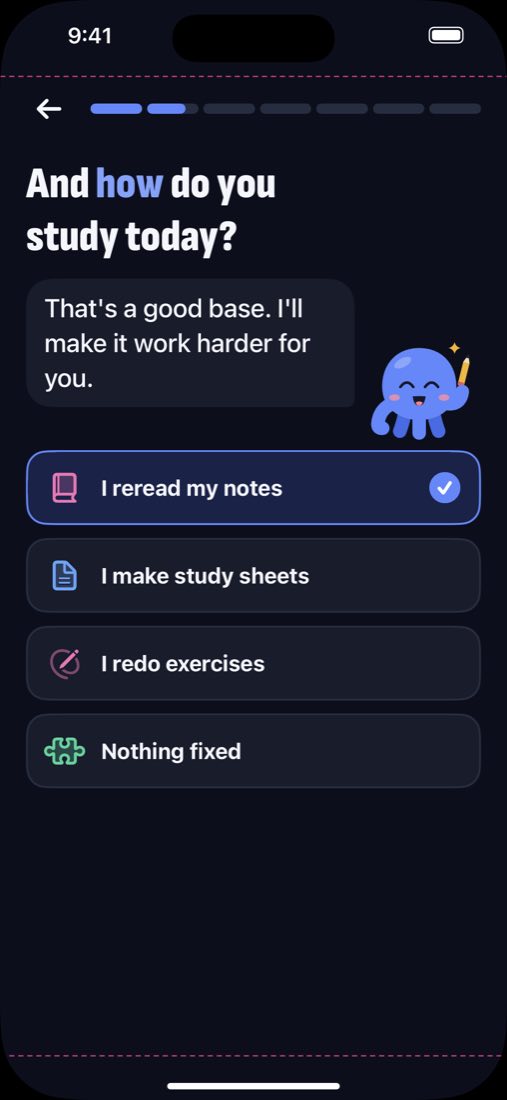 9:41
And how do you
study today?
That's a good base. I'll
make it work harder for
you.
I reread my notes
I make study sheets
I redo exercises
Nothing fixed